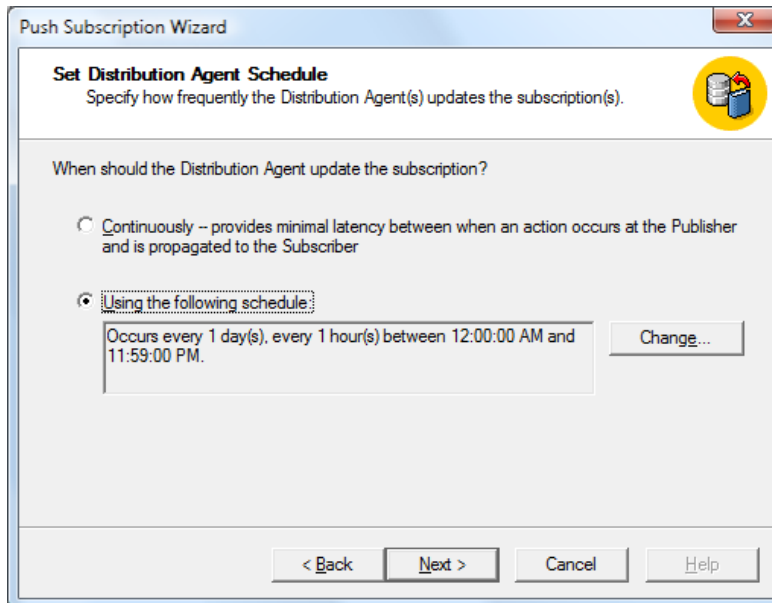 Push Subscription Wizard
Set Distribution Agent Schedule
Specify how frequently the Distribution Agent(s) updates the subscription(s).
When should the Distribution Agent update the subscription?
Continuously -- provides minimal latency between when an action occurs at the Publisher
and is propagated to the Subscriber
Using the following schedule:
Occurs every 1 day(s), every 1 hour(s) between 12:00:00 AM and
11:59:00 PM.
Change...
< Back Next > Cancel Help